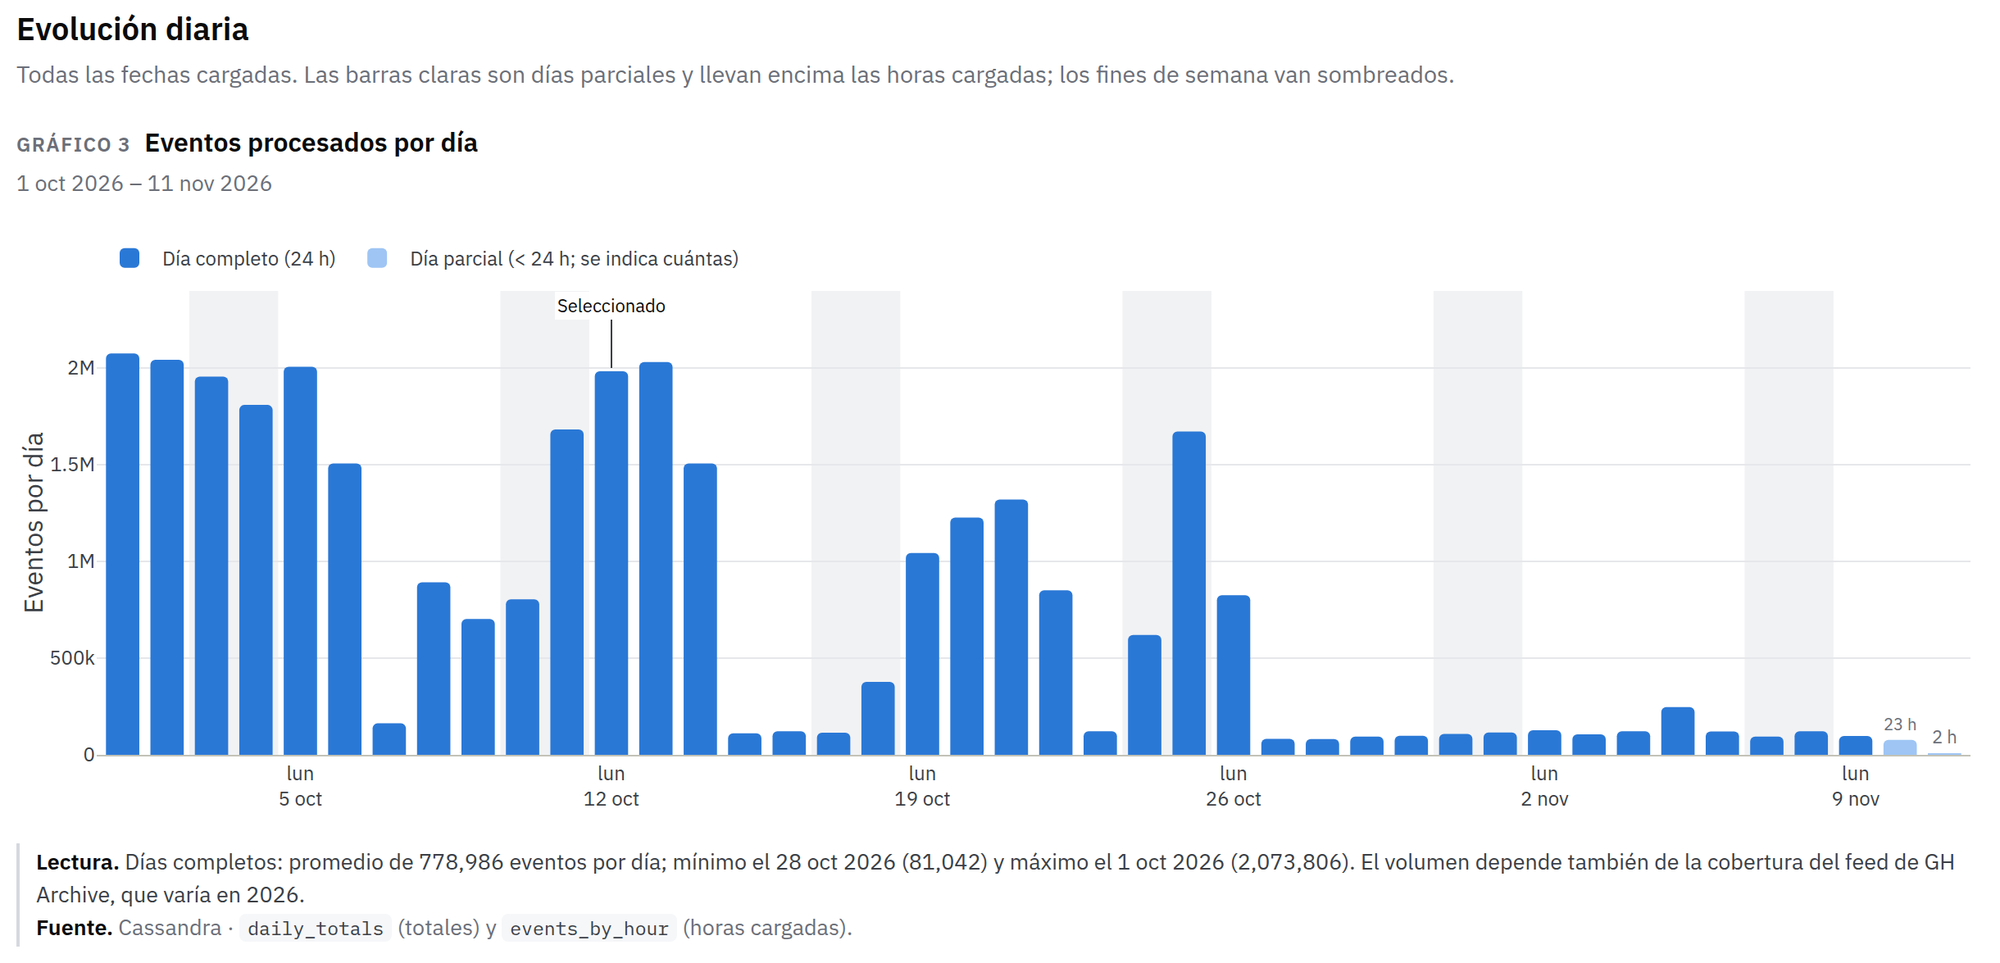 Evolución diaria
Todas las fechas cargadas. Las barras claras son días parciales y llevan encima las horas cargadas; los fines de semana van sombreados.
GRÁFICO 3 Eventos procesados por día
1 oct 2026 – 11 nov 2026
Día completo (24 h)
Día parcial (< 24 h; se indica cuántas)
Seleccionado
Eventos por día
2M
1.5M
1M
500k
0
23 h
2 h
lun
5 oct
lun
12 oct
lun
19 oct
lun
26 oct
lun
2 nov
lun
9 nov
Lectura. Días completos: promedio de 778,986 eventos por día; mínimo el 28 oct 2026 (81,042) y máximo el 1 oct 2026 (2,073,806). El volumen depende también de la cobertura del feed de GH
Archive, que varía en 2026.
Fuente. Cassandra · daily_totals (totales) y events_by_hour (horas cargadas).